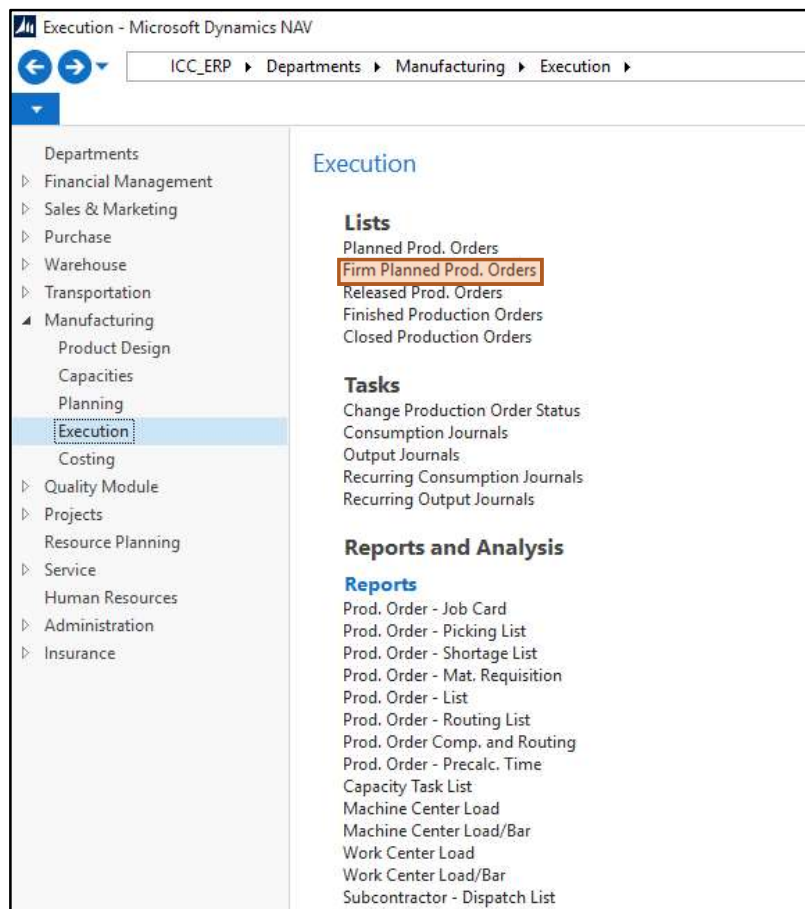 Execution - Microsoft Dynamics NAV
ICC_ERP ▸ Departments ▸ Manufacturing ▸ Execution ▸
Departments
Financial Management
Sales & Marketing
Purchase
Warehouse
Transportation
Manufacturing
Product Design
Capacities
Planning
Execution
Costing
Quality Module
Projects
Resource Planning
Service
Human Resources
Administration
Insurance
Execution
Lists
Planned Prod. Orders
Firm Planned Prod. Orders
Released Prod. Orders
Finished Production Orders
Closed Production Orders
Tasks
Change Production Order Status
Consumption Journals
Output Journals
Recurring Consumption Journals
Recurring Output Journals
Reports and Analysis
Reports
Prod. Order - Job Card
Prod. Order - Picking List
Prod. Order - Shortage List
Prod. Order - Mat. Requisition
Prod. Order - List
Prod. Order - Routing List
Prod. Order Comp. and Routing
Prod. Order - Precalc. Time
Capacity Task List
Machine Center Load
Machine Center Load/Bar
Work Center Load
Work Center Load/Bar
Subcontractor - Dispatch List